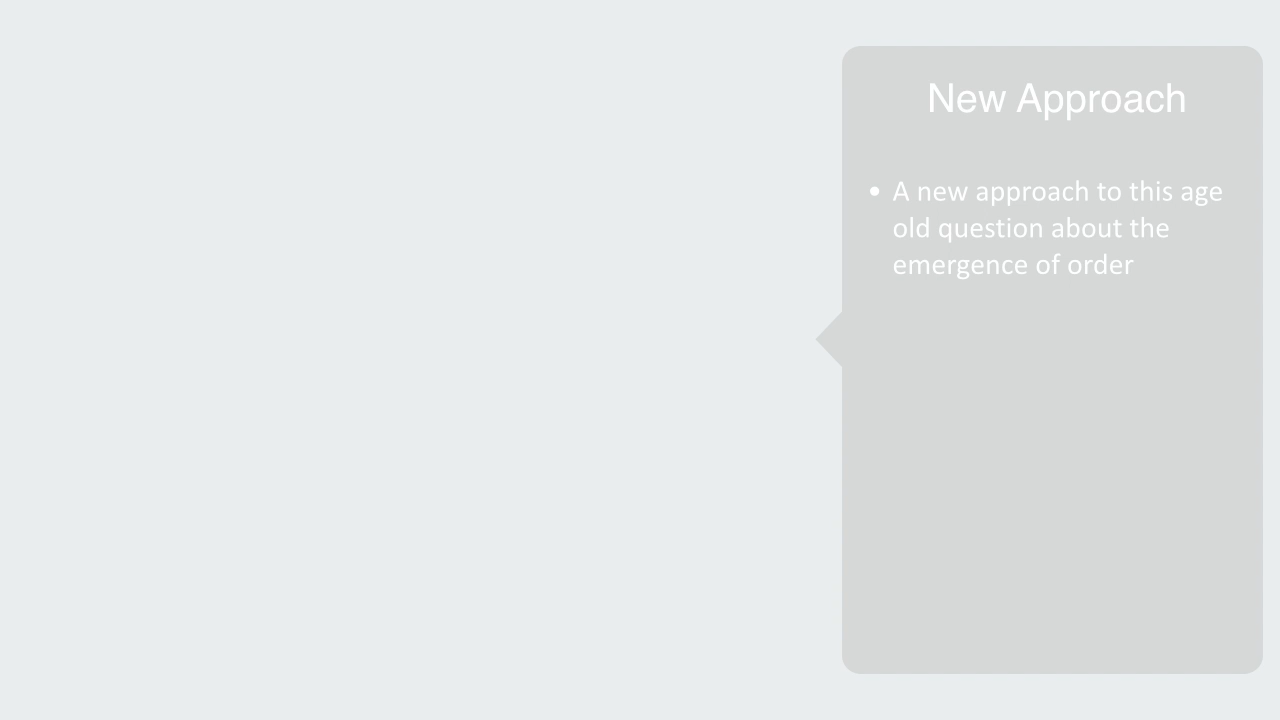 New Approach
• A new approach to this age
old question about the
emergence of order